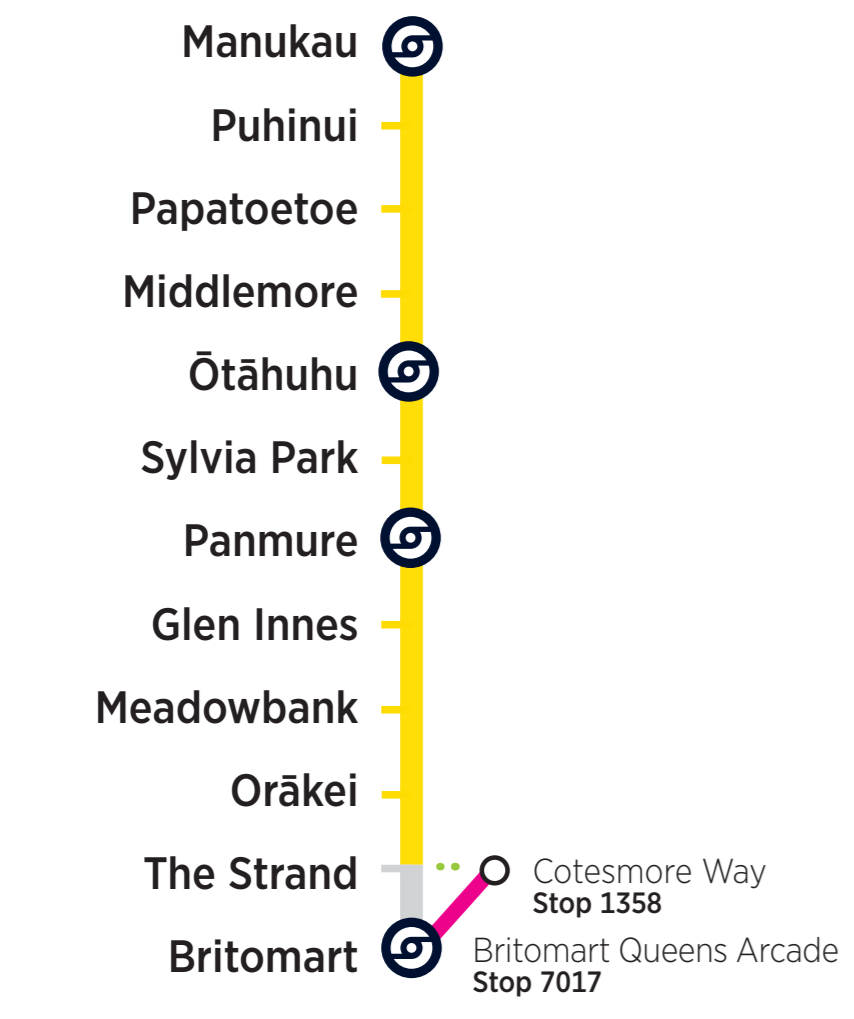 Manukau
Puhinui
Papatoetoe
Middlemore
Ōtāhuhu
Sylvia Park
Panmure
Glen Innes
Meadowbank
Orākei
The Strand
Cotesmore Way
Stop 1358
Britomart
Britomart Queens Arcade
Stop 7017